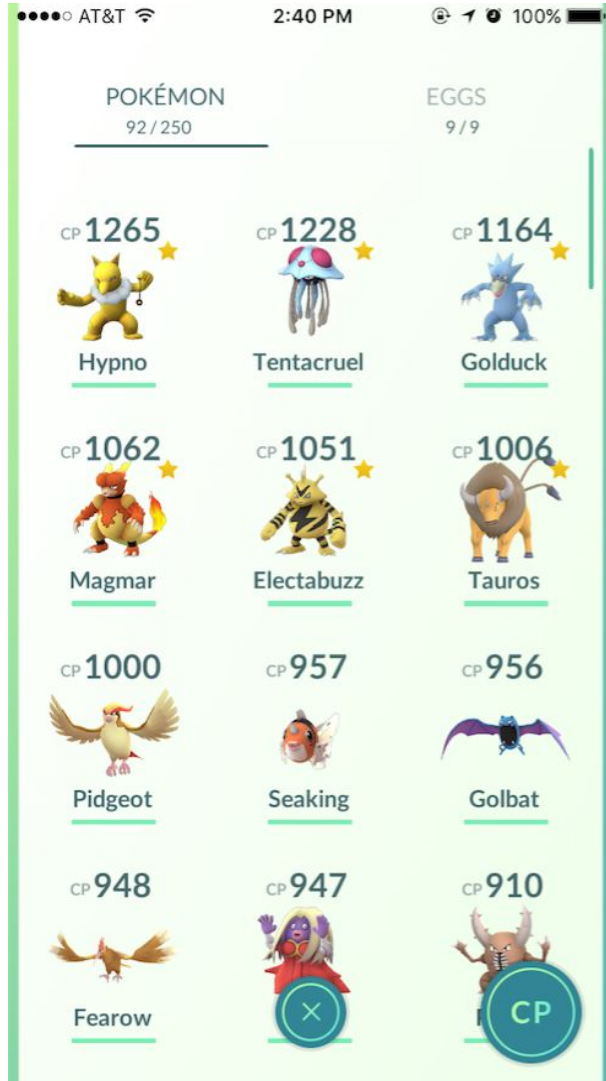 AT&T 2:40 PM 100%
POKÉMON EGGS
92 / 250 9 / 9
CP 1265 CP 1228 CP 1164
Hypno Tentacruel Golduck
CP 1062 CP 1051 CP 1006
Magmar Electabuzz Tauros
CP 1000 CP 957 CP 956
Pidgeot Seaking Golbat
CP 948 CP 947 CP 910
CP
Fearow